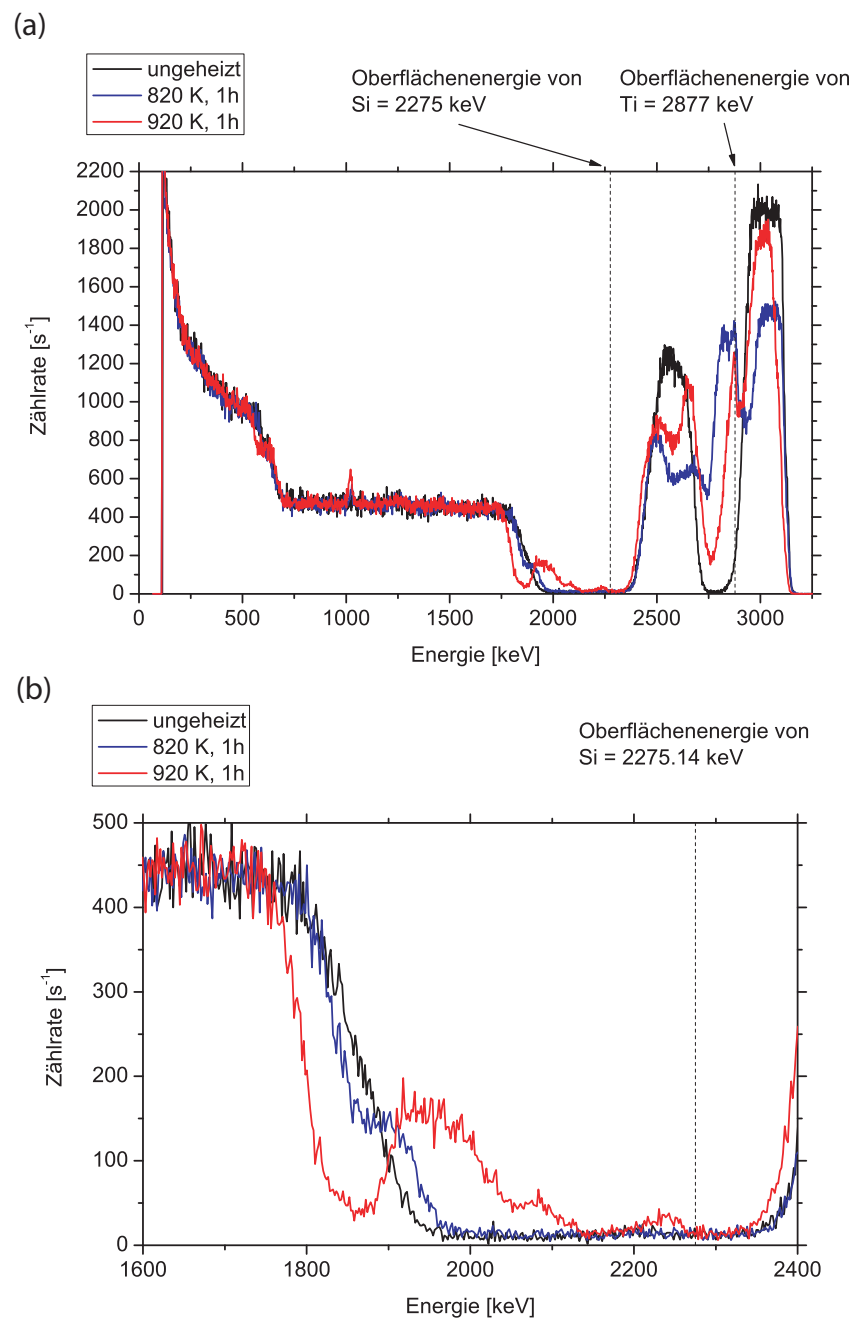 (a)
ungeheizt
820 K, 1h
920 K, 1h
Oberflächenenergie von
Si = 2275 keV
Oberflächenenergie von
Ti = 2877 keV
2200
2000
1800
1600
1400
1200
1000
800
600
400
200
0
Zählrate [s⁻¹]
0 500 1000 1500 2000 2500 3000
Energie [keV]
(b)
ungeheizt
820 K, 1h
920 K, 1h
Oberflächenenergie von
Si = 2275.14 keV
500
400
300
200
100
0
Zählrate [s⁻¹]
1600 1800 2000 2200 2400
Energie [keV]